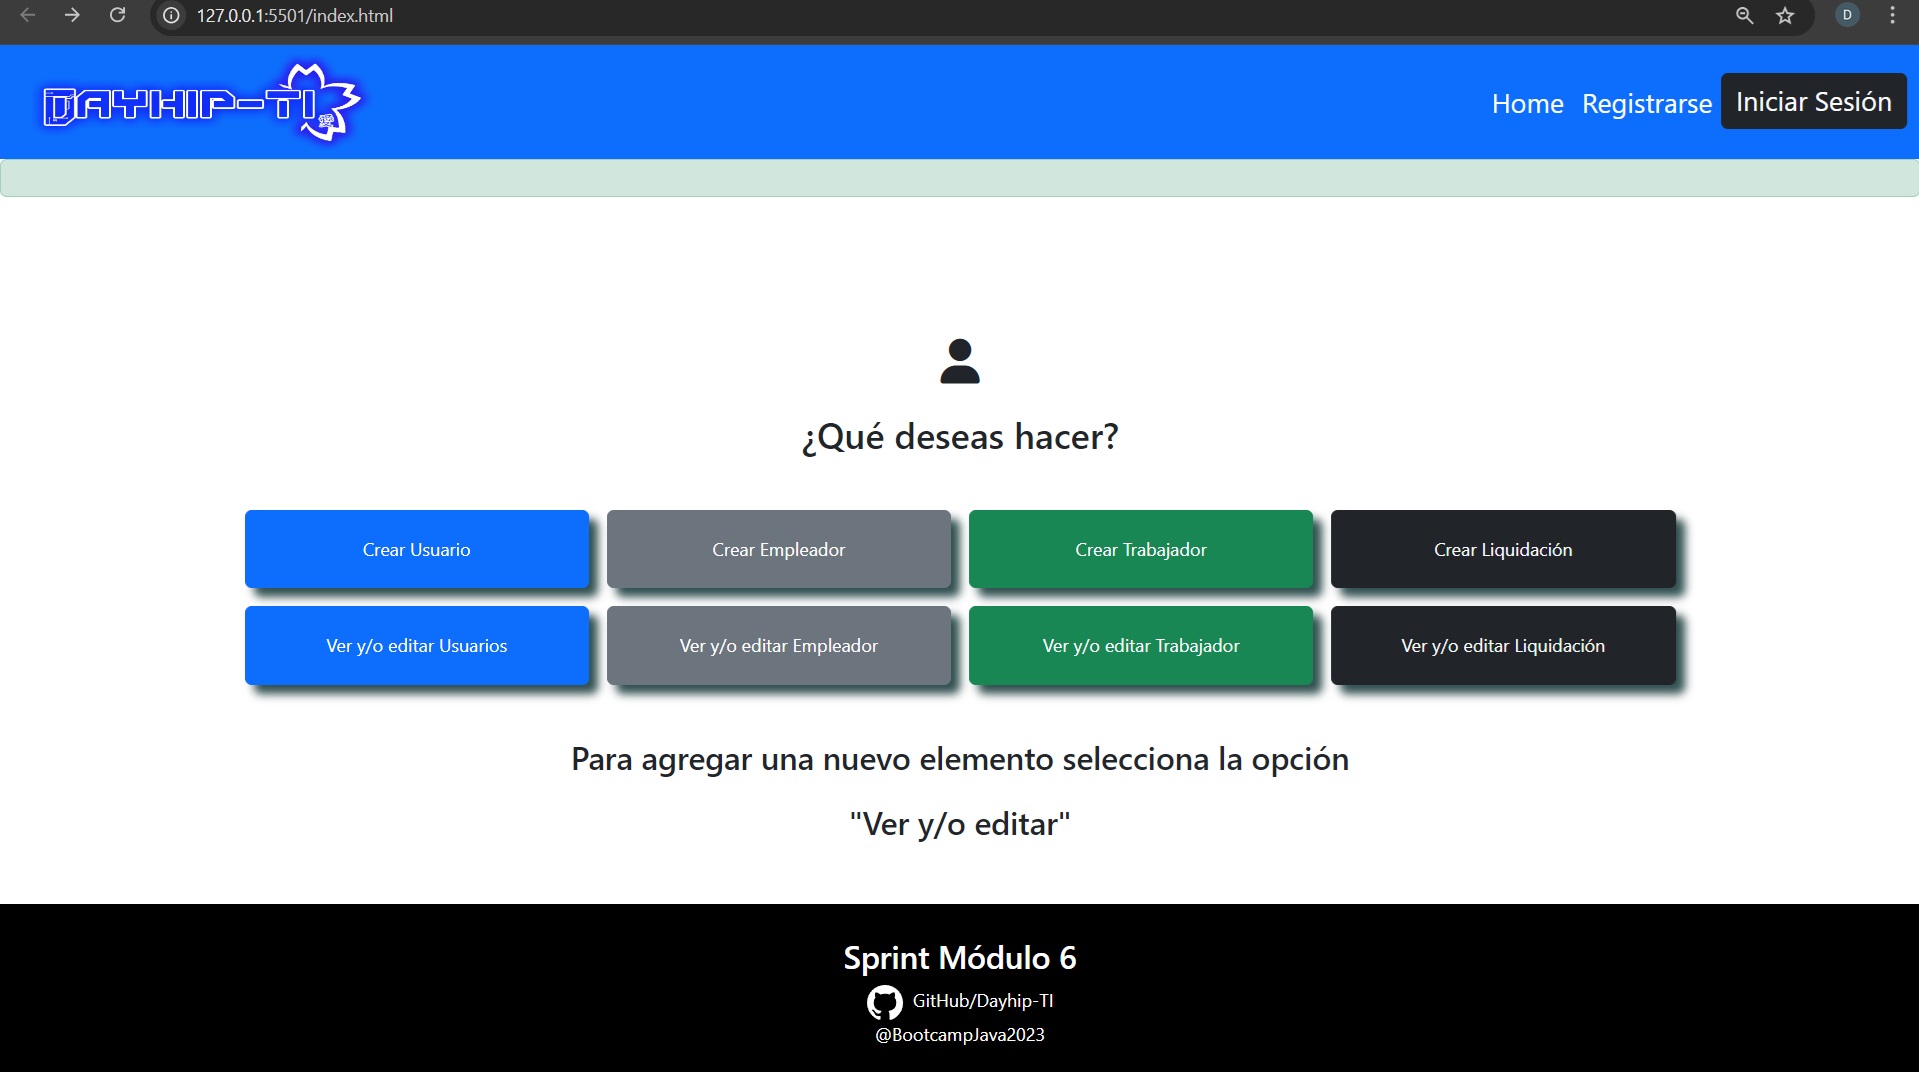 127.0.0.1:5501/index.html
D
DAYHIP-TI
Home Registrarse Iniciar Sesión
¿Qué deseas hacer?
Crear Usuario Crear Empleador Crear Trabajador Crear Liquidación
Ver y/o editar Usuarios Ver y/o editar Empleador Ver y/o editar Trabajador Ver y/o editar Liquidación
Para agregar una nuevo elemento selecciona la opción
"Ver y/o editar"
Sprint Módulo 6
GitHub/Dayhip-TI
@BootcampJava2023